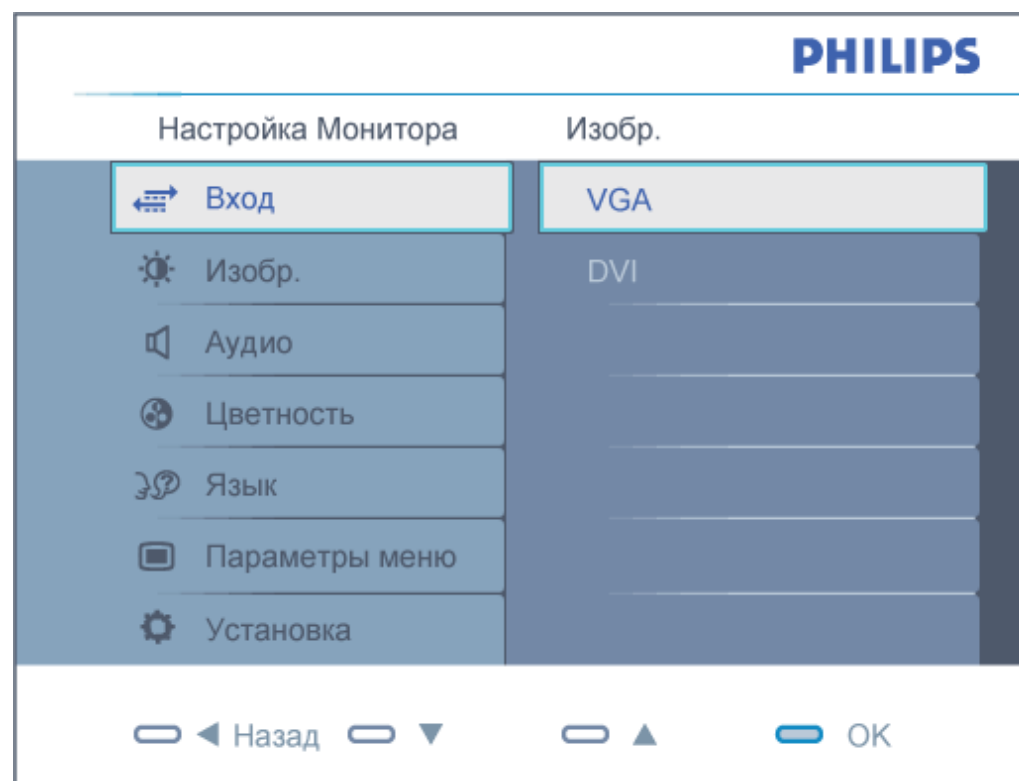 PHILIPS
Настройка Монитора Изобр.
Вход VGA
Изобр. DVI
Аудио
Цветность
Язык
Параметры меню
Установка
Назад OK